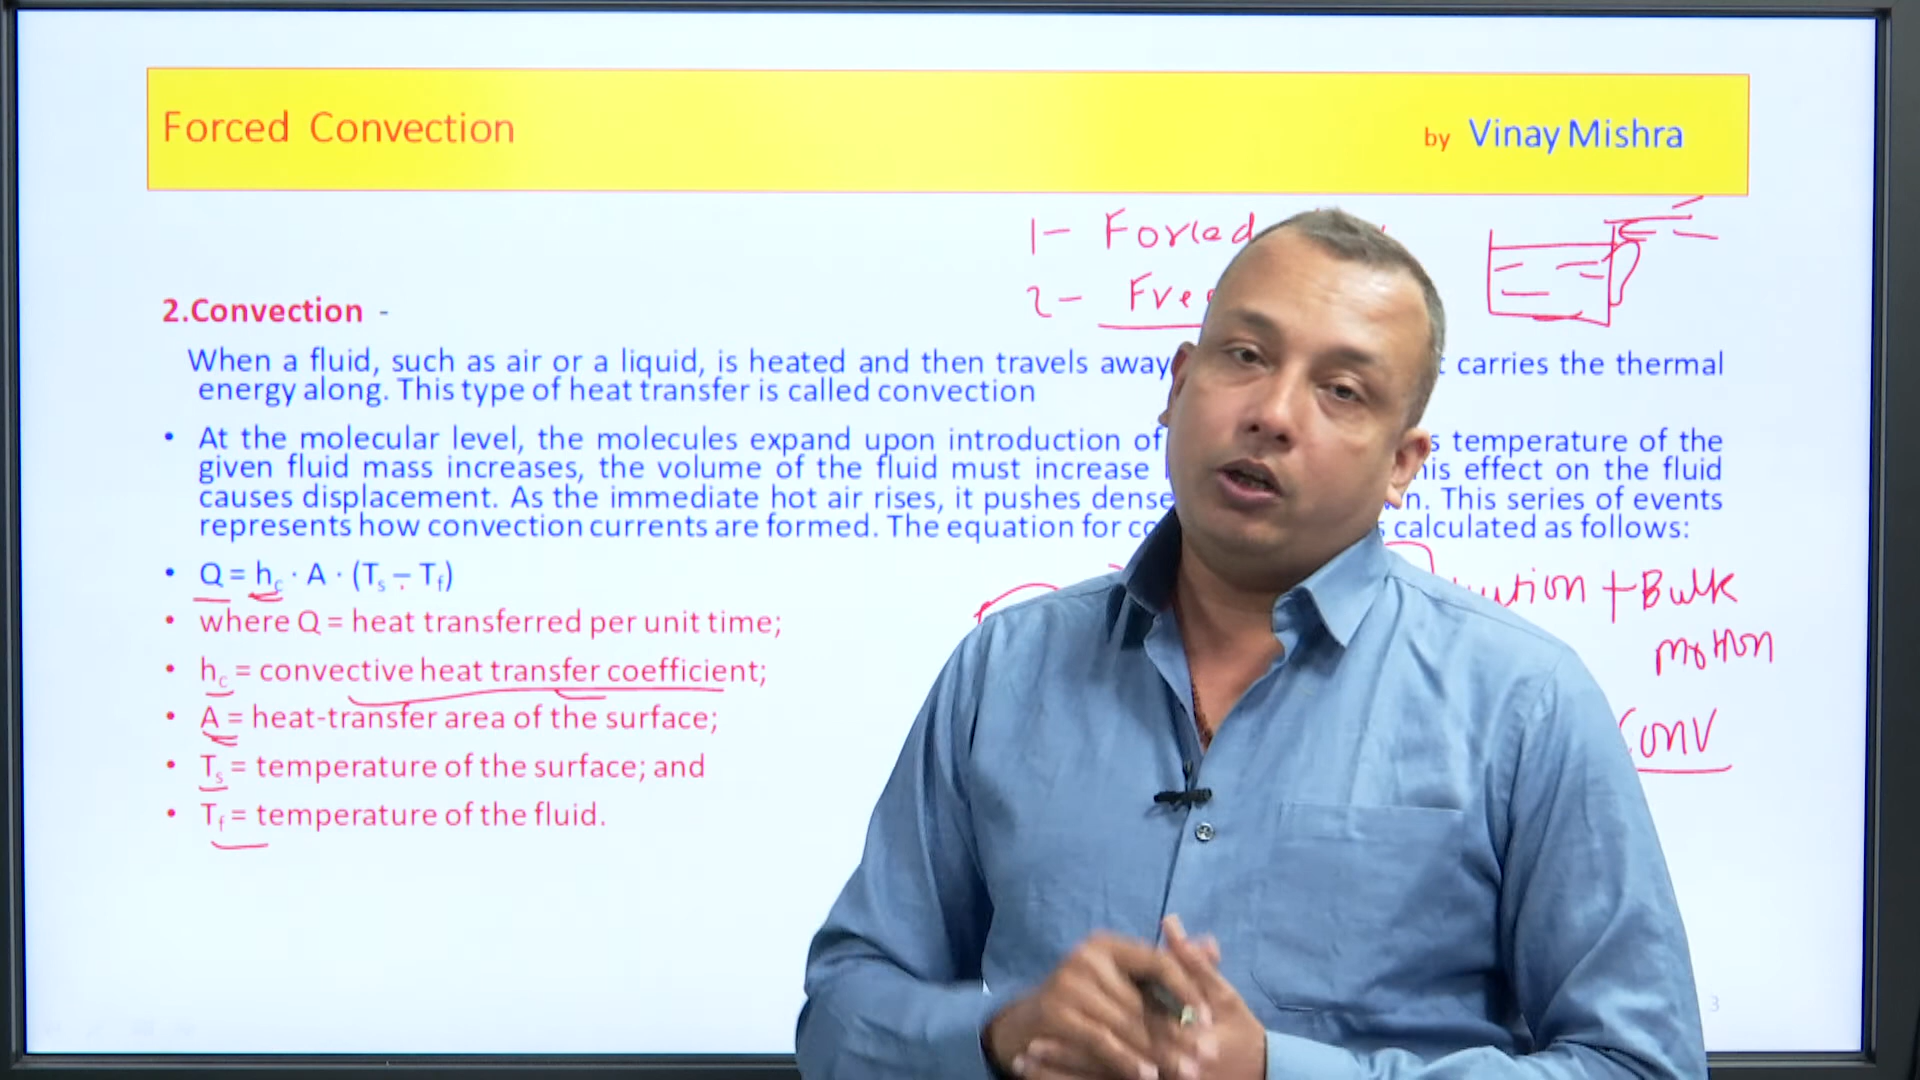 Forced Convection by Vinay Mishra
1- Forced
2- Free
2.Convection -
When a fluid, such as air or a liquid, is heated and then travels away carries the thermal
energy along. This type of heat transfer is called convection
• At the molecular level, the molecules expand upon introduction of temperature of the
given fluid mass increases, the volume of the fluid must increase effect on the fluid
causes displacement. As the immediate hot air rises, it pushes This series of events
represents how convection currents are formed. The equation for calculated as follows:
• Q = hc · A · (Ts − Tf)
+ Bulk
motion
• where Q = heat transferred per unit time;
• hc = convective heat transfer coefficient;
• A = heat-transfer area of the surface;
Conv
• Ts = temperature of the surface; and
• Tf = temperature of the fluid.
3